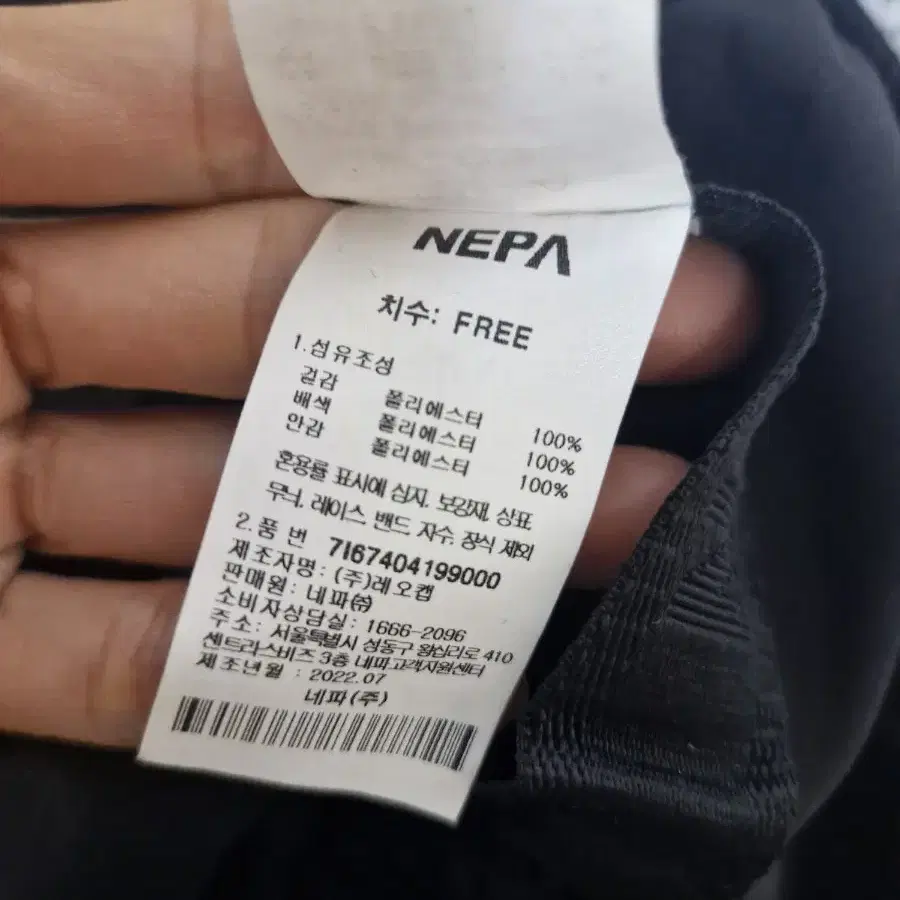 NEPA
치수: FREE
1.섬유조성
겉감 폴리에스터 100%
배색 폴리에스터 100%
안감 폴리에스터 100%
혼용률 표시에 심지, 보강재, 상표
무늬, 레이스 밴드 자수, 장식 제외
2.품 번 7I67404199000
제조자명: (주)레오캡
판매원: 네파㈜
소비자상담실: 1666-2096
주소: 서울특별시 성동구 왕십리로 410
센트라스비즈 3층 네파고객지원센터
제조년월 : 2022.07
네파(주)